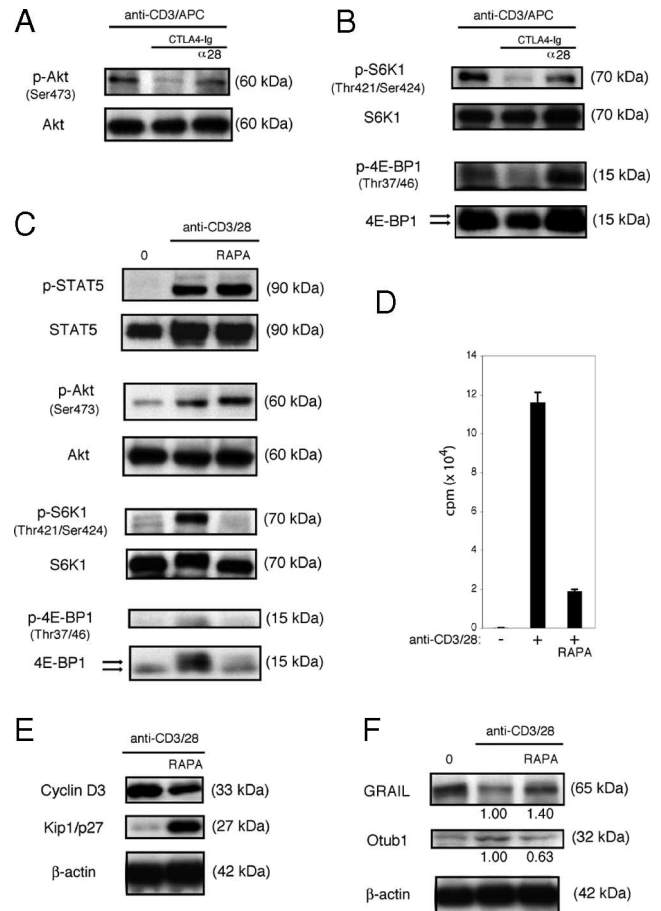 A
anti-CD3/APC
CTLA4-Ig
α28
p-Akt
(Ser473)
(60 kDa)
Akt
(60 kDa)
B
anti-CD3/APC
CTLA4-Ig
α28
p-S6K1
(Thr421/Ser424)
(70 kDa)
S6K1
(70 kDa)
p-4E-BP1
(Thr37/46)
(15 kDa)
4E-BP1
(15 kDa)
C
anti-CD3/28
0
RAPA
p-STAT5
(90 kDa)
STAT5
(90 kDa)
p-Akt
(Ser473)
(60 kDa)
Akt
(60 kDa)
p-S6K1
(Thr421/Ser424)
(70 kDa)
S6K1
(70 kDa)
p-4E-BP1
(Thr37/46)
(15 kDa)
4E-BP1
(15 kDa)
D
14
12
10
8
6
4
2
0
cpm (x 10⁴)
anti-CD3/28: - + +
RAPA
E
anti-CD3/28
RAPA
Cyclin D3
(33 kDa)
Kip1/p27
(27 kDa)
β-actin
(42 kDa)
F
anti-CD3/28
0
RAPA
GRAIL
(65 kDa)
1.00 1.40
Otub1
(32 kDa)
1.00 0.63
β-actin
(42 kDa)